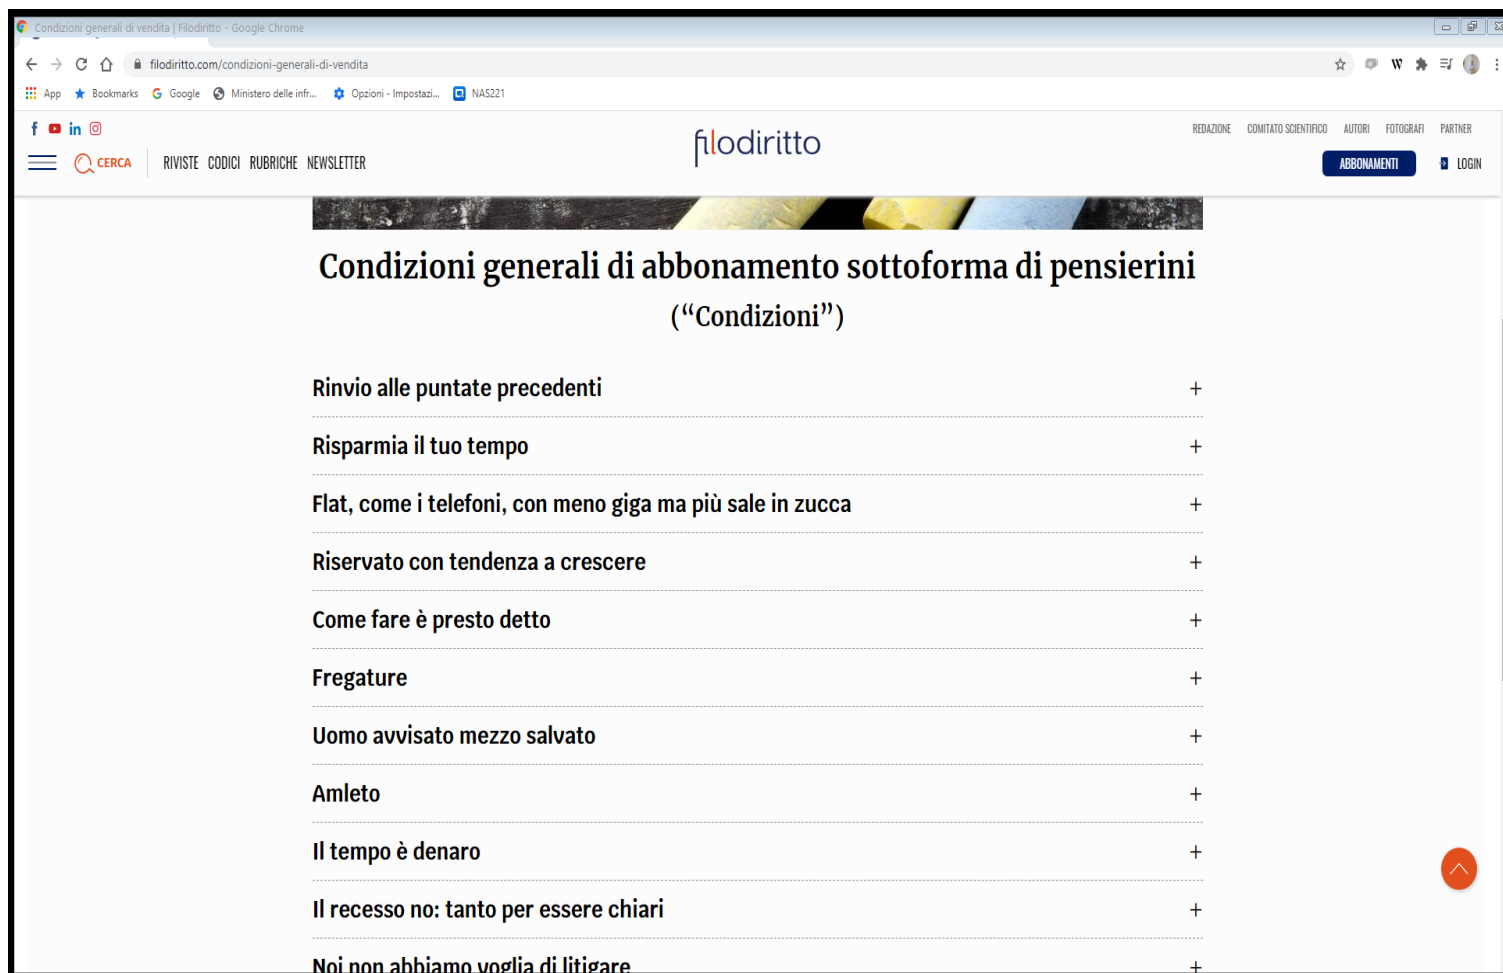 Condizioni generali di vendita | Filodiritto - Google Chrome
filodiritto.com/condizioni-generali-di-vendita
App Bookmarks Google Ministero delle infr... Opzioni - Impostazi... NAS221
REDAZIONE COMITATO SCIENTIFICO AUTORI FOTOGRAFI PARTNER
filodiritto
CERCA RIVISTE CODICI RUBRICHE NEWSLETTER ABBONAMENTI LOGIN
Condizioni generali di abbonamento sottoforma di pensierini
(“Condizioni”)
Rinvio alle puntate precedenti +
Risparmia il tuo tempo +
Flat, come i telefoni, con meno giga ma più sale in zucca +
Riservato con tendenza a crescere +
Come fare è presto detto +
Fregature +
Uomo avvisato mezzo salvato +
Amleto +
Il tempo è denaro +
Il recesso no: tanto per essere chiari +
Noi non abbiamo voglia di litigare +